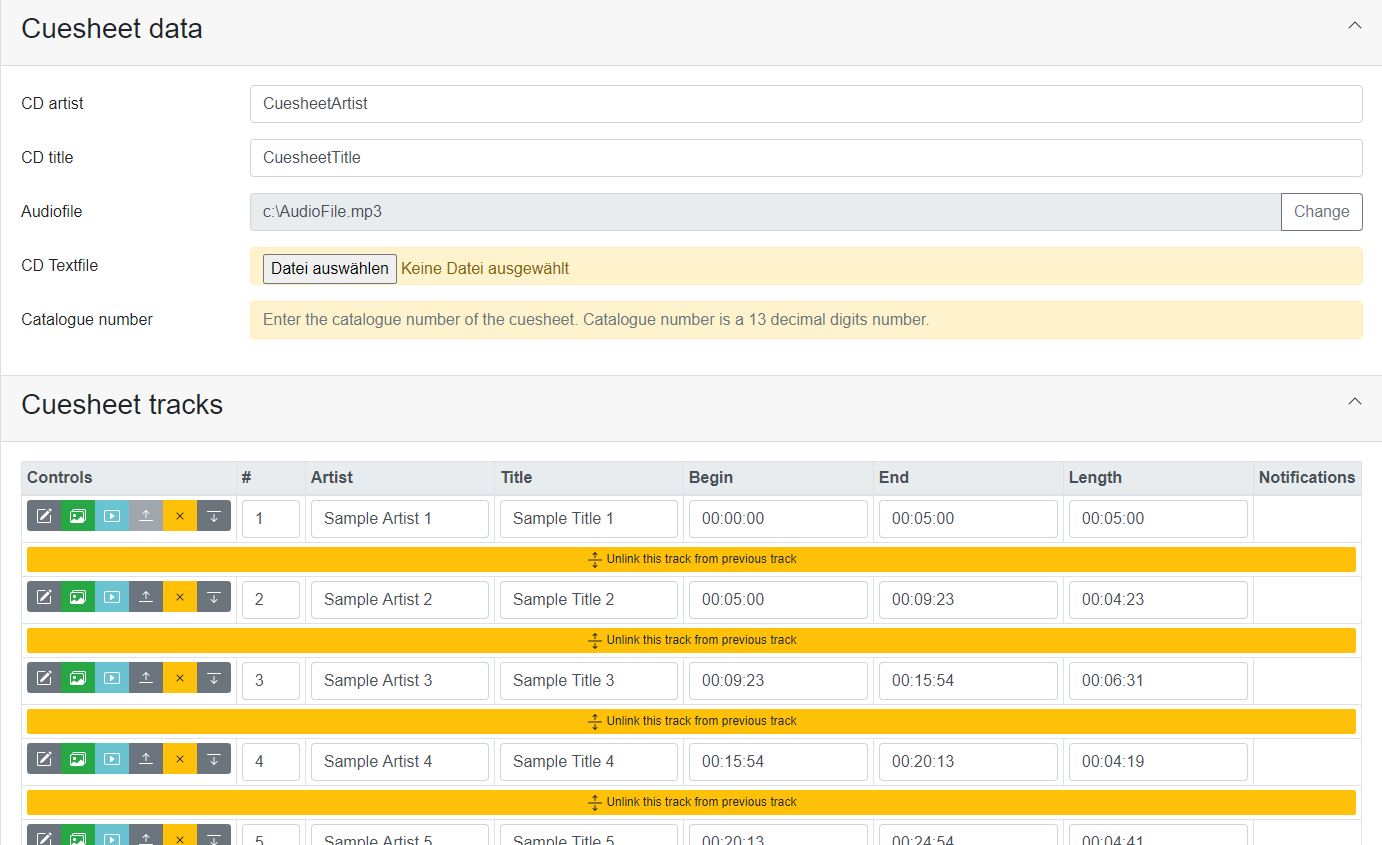 Cuesheet data
CD artist CuesheetArtist
CD title CuesheetTitle
Audiofile c:\AudioFile.mp3 Change
CD Textfile Datei auswählen Keine Datei ausgewählt
Catalogue number Enter the catalogue number of the cuesheet. Catalogue number is a 13 decimal digits number.
Cuesheet tracks
Controls # Artist Title Begin End Length Notifications
1 Sample Artist 1 Sample Title 1 00:00:00 00:05:00 00:05:00
Unlink this track from previous track
2 Sample Artist 2 Sample Title 2 00:05:00 00:09:23 00:04:23
Unlink this track from previous track
3 Sample Artist 3 Sample Title 3 00:09:23 00:15:54 00:06:31
Unlink this track from previous track
4 Sample Artist 4 Sample Title 4 00:15:54 00:20:13 00:04:19
Unlink this track from previous track
5 Sample Artist 5 Sample Title 5 00:20:13 00:24:54 00:04:41